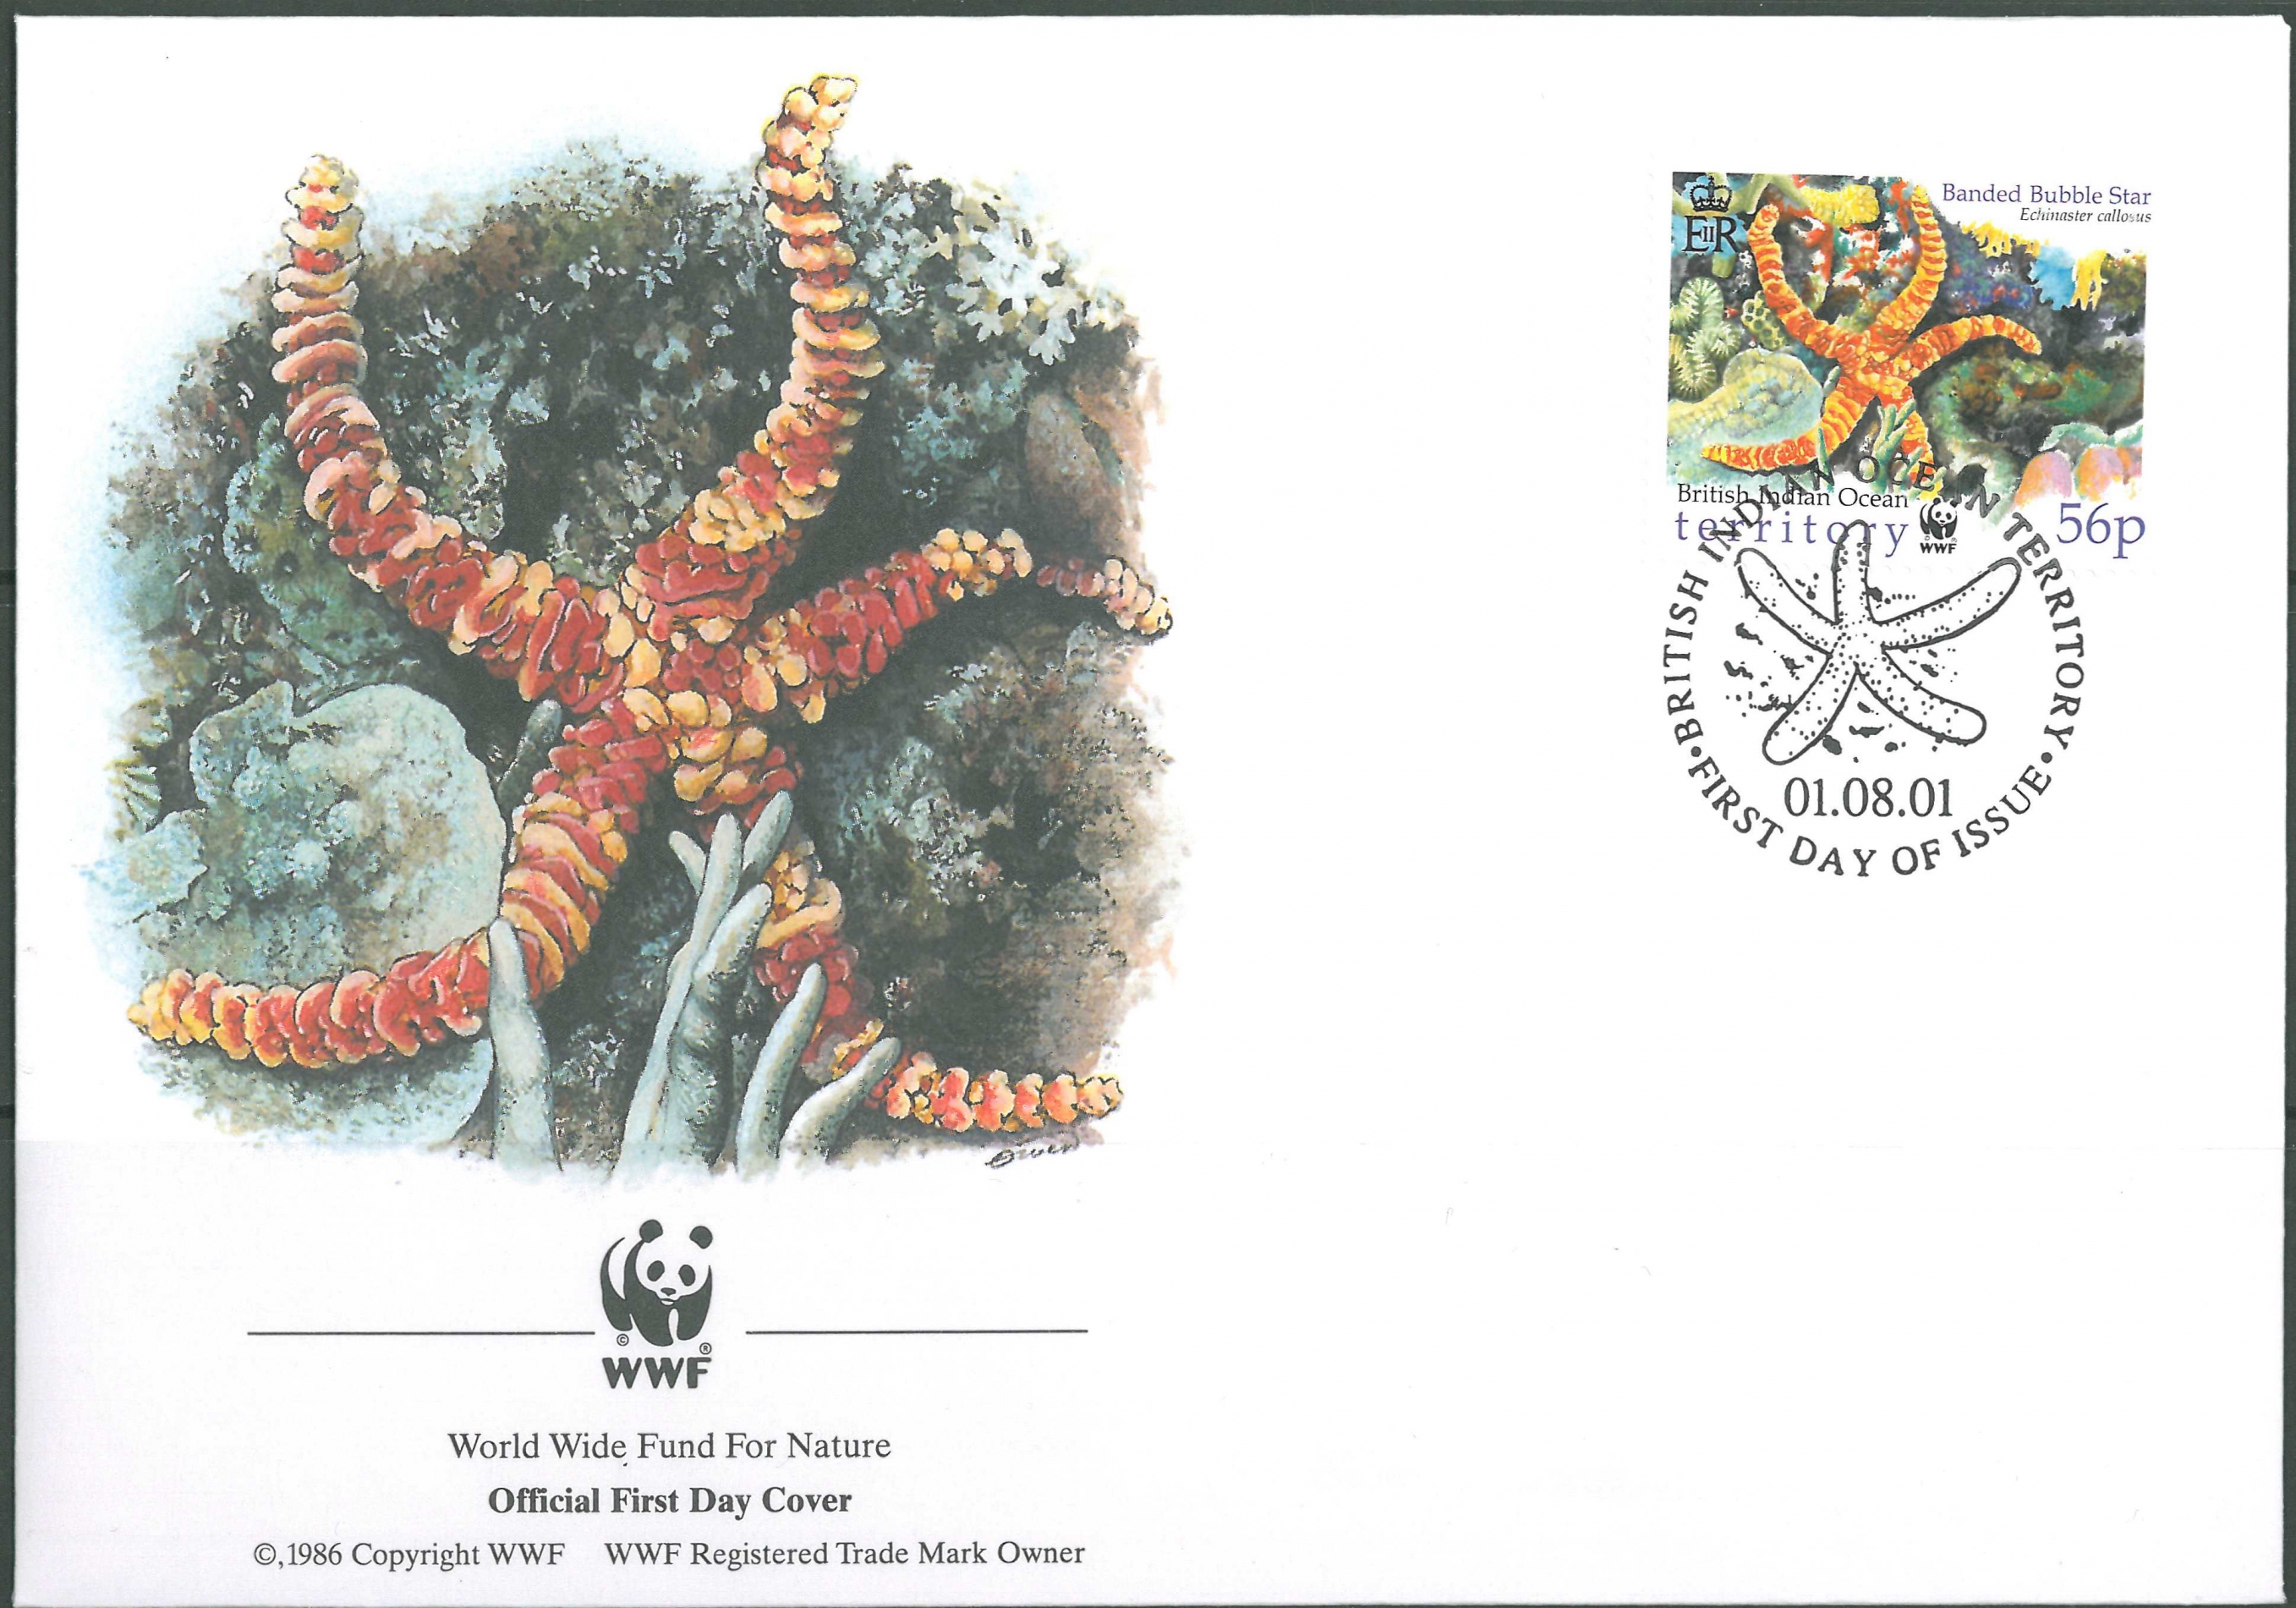 EIIR
Banded Bubble Star
Echinaster callosus
British Indian Ocean
territory
WWF
56p
BRITISH INDIAN OCEAN TERRITORY
01.08.01
•FIRST DAY OF ISSUE•
Owen
© ®
WWF
World Wide Fund For Nature
Official First Day Cover
©,1986 Copyright WWF WWF Registered Trade Mark Owner